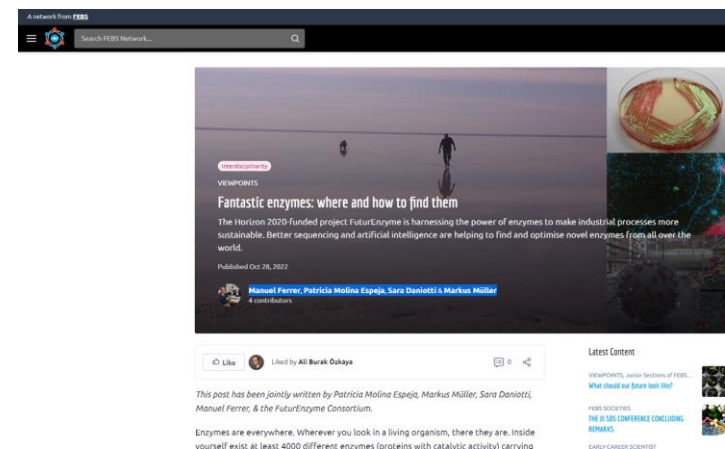 A network from FEBS
Search FEBS Network...
Interdisciplinarity
VIEWPOINTS
Fantastic enzymes: where and how to find them
The Horizon 2020-funded project FuturEnzyme is harnessing the power of enzymes to make industrial processes more
sustainable. Better sequencing and artificial intelligence are helping to find and optimise novel enzymes from all over the
world.
Published Oct 28, 2022
Manuel Ferrer, Patricia Molina Espeja, Sara Daniotti & Markus Müller
4 contributors
Like
Liked by Ali Burak Özkaya
0
This post has been jointly written by Patricia Molina Espeja, Markus Müller, Sara Daniotti,
Manuel Ferrer, & the FuturEnzyme Consortium.
Enzymes are everywhere. Wherever you look in a living organism, there they are. Inside
yourself exist at least 4000 different enzymes (proteins with catalytic activity) carrying
Latest Content
VIEWPOINTS, Junior Sections of FEBS...
What should our future look like?
FEBS SOCIETIES
THE XI SBS CONFERENCE CONCLUDING
REMARKS
EARLY-CAREER SCIENTIST